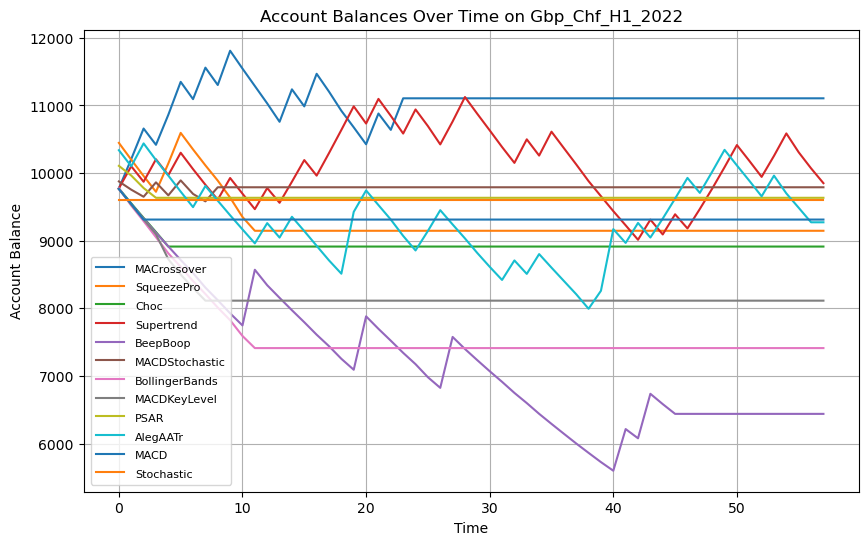 Account Balances Over Time on Gbp_Chf_H1_2022
12000
11000
10000
9000
8000
7000
6000
Account Balance
MACrossover
SqueezePro
Choc
Supertrend
BeepBoop
MACDStochastic
BollingerBands
MACDKeyLevel
PSAR
AlegAATr
MACD
Stochastic
0 10 20 30 40 50
Time